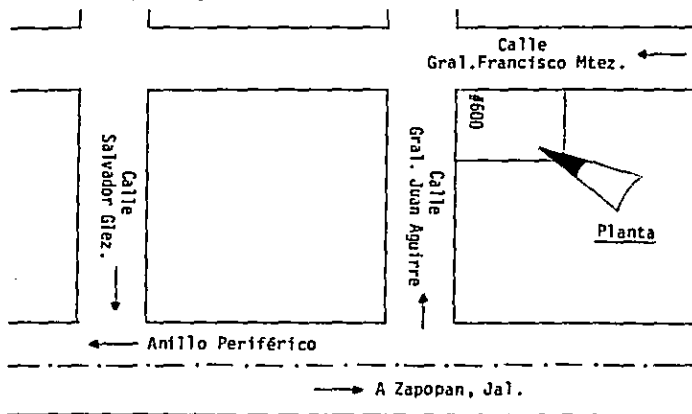 Calle
Gral.Francisco Mtez.
#600
Calle
Salvador Glez.
Calle
Gral. Juan Aguirre
Planta
Anillo Periférico
A Zapopan, Jal.